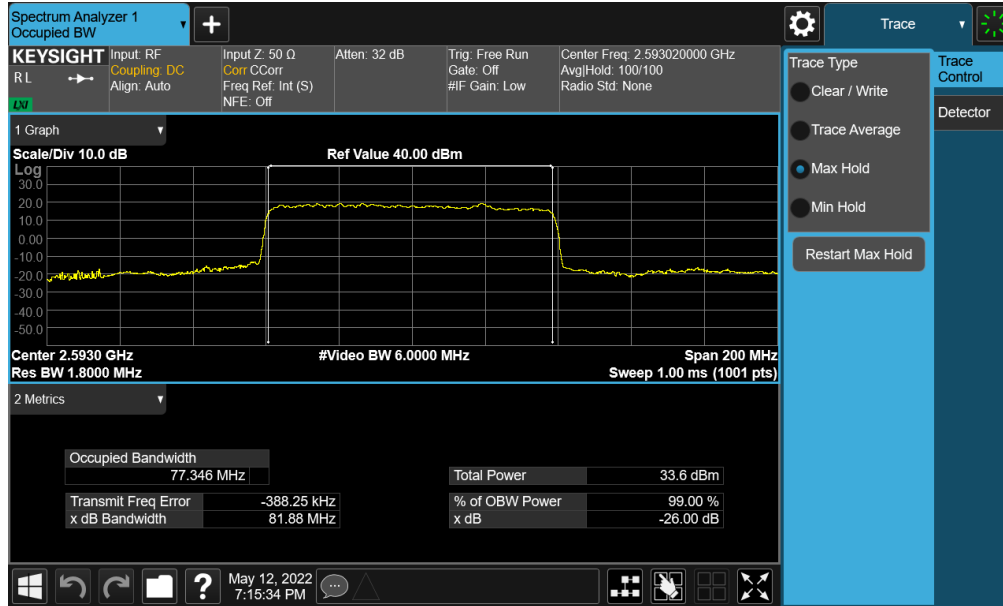 Spectrum Analyzer 1
Occupied BW
+
Trace
KEYSIGHT
R L
LXI
Input: RF
Coupling: DC
Align: Auto
Input Z: 50 Ω
Corr CCorr
Freq Ref: Int (S)
NFE: Off
Atten: 32 dB
Trig: Free Run
Gate: Off
#IF Gain: Low
Center Freq: 2.593020000 GHz
Avg|Hold: 100/100
Radio Std: None
1 Graph
Scale/Div 10.0 dB
Ref Value 40.00 dBm
Log
30.0
20.0
10.0
0.00
-10.0
-20.0
-30.0
-40.0
-50.0
Center 2.5930 GHz
#Video BW 6.0000 MHz
Span 200 MHz
Res BW 1.8000 MHz
Sweep 1.00 ms (1001 pts)
2 Metrics
Occupied Bandwidth
77.346 MHz
Total Power 33.6 dBm
Transmit Freq Error -388.25 kHz
% of OBW Power 99.00 %
x dB Bandwidth 81.88 MHz
x dB -26.00 dB
Trace Type
Clear / Write
Trace Average
Max Hold
Min Hold
Restart Max Hold
Trace
Control
Detector
?
May 12, 2022
7:15:34 PM